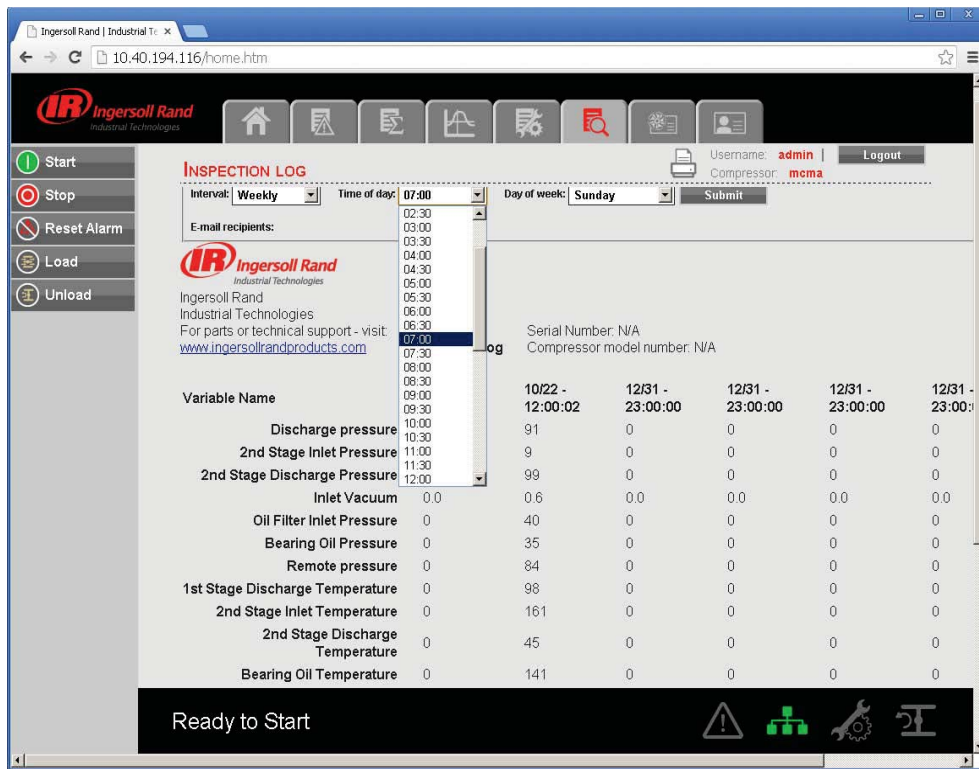 Ingersoll Rand | Industrial Te
10.40.194.116/home.htm
IR Ingersoll Rand
Industrial Technologies
Start
Stop
Reset Alarm
Load
Unload
INSPECTION LOG
Username: admin | Logout
Compressor: mcma
Interval: Weekly Time of day: 07:00 Day of week: Sunday Submit
E-mail recipients:
02:30
03:00
03:30
04:00
04:30
05:00
05:30
06:00
06:30
07:00
07:30
08:00
08:30
09:00
09:30
10:00
10:30
11:00
11:30
12:00
IR Ingersoll Rand
Industrial Technologies
Ingersoll Rand
Industrial Technologies
For parts or technical support - visit:
www.ingersollrandproducts.com
og
Serial Number: N/A
Compressor model number: N/A
Variable Name 10/22 - 12/31 - 12/31 - 12/31 - 12/31 -
12:00:02 23:00:00 23:00:00 23:00:00 23:00:
Discharge pressure 91 0 0 0 0
2nd Stage Inlet Pressure 9 0 0 0 0
2nd Stage Discharge Pressure 99 0 0 0 0
Inlet Vacuum 0.0 0.6 0.0 0.0 0.0 0.0
Oil Filter Inlet Pressure 0 40 0 0 0 0
Bearing Oil Pressure 0 35 0 0 0 0
Remote pressure 0 84 0 0 0 0
1st Stage Discharge Temperature 0 98 0 0 0 0
2nd Stage Inlet Temperature 0 161 0 0 0 0
2nd Stage Discharge
Temperature 0 45 0 0 0 0
Bearing Oil Temperature 0 141 0 0 0 0
Ready to Start